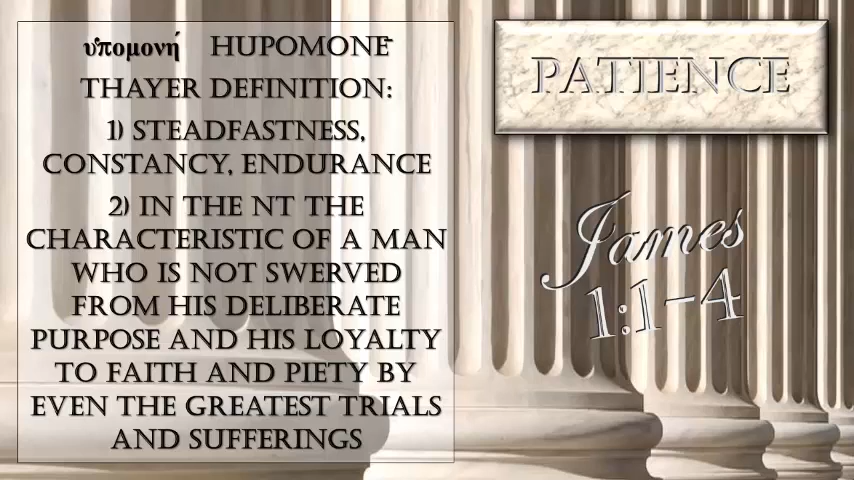 ὑπομονή HUPOMONE¯
THAYER DEFINITION:
1) STEADFASTNESS,
CONSTANCY, ENDURANCE
2) IN THE NT THE
CHARACTERISTIC OF A MAN
WHO IS NOT SWERVED
FROM HIS DELIBERATE
PURPOSE AND HIS LOYALTY
TO FAITH AND PIETY BY
EVEN THE GREATEST TRIALS
AND SUFFERINGS
PATIENCE
James
1:1-4